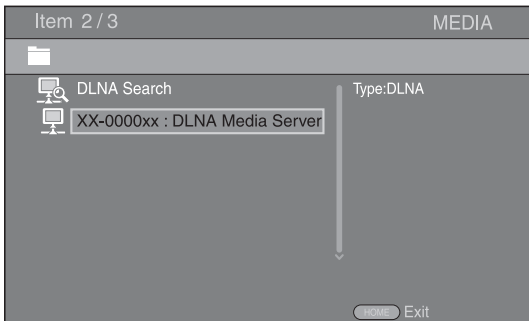 Item 2/3 MEDIA
DLNA Search
Type:DLNA
XX-0000xx : DLNA Media Server
HOME Exit